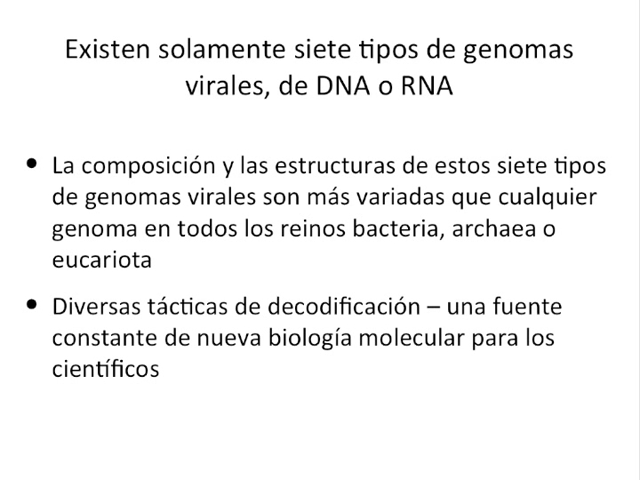 Existen solamente siete tipos de genomas
virales, de DNA o RNA
• La composición y las estructuras de estos siete tipos
de genomas virales son más variadas que cualquier
genoma en todos los reinos bacteria, archaea o
eucariota
• Diversas tácticas de decodificación – una fuente
constante de nueva biología molecular para los
científicos